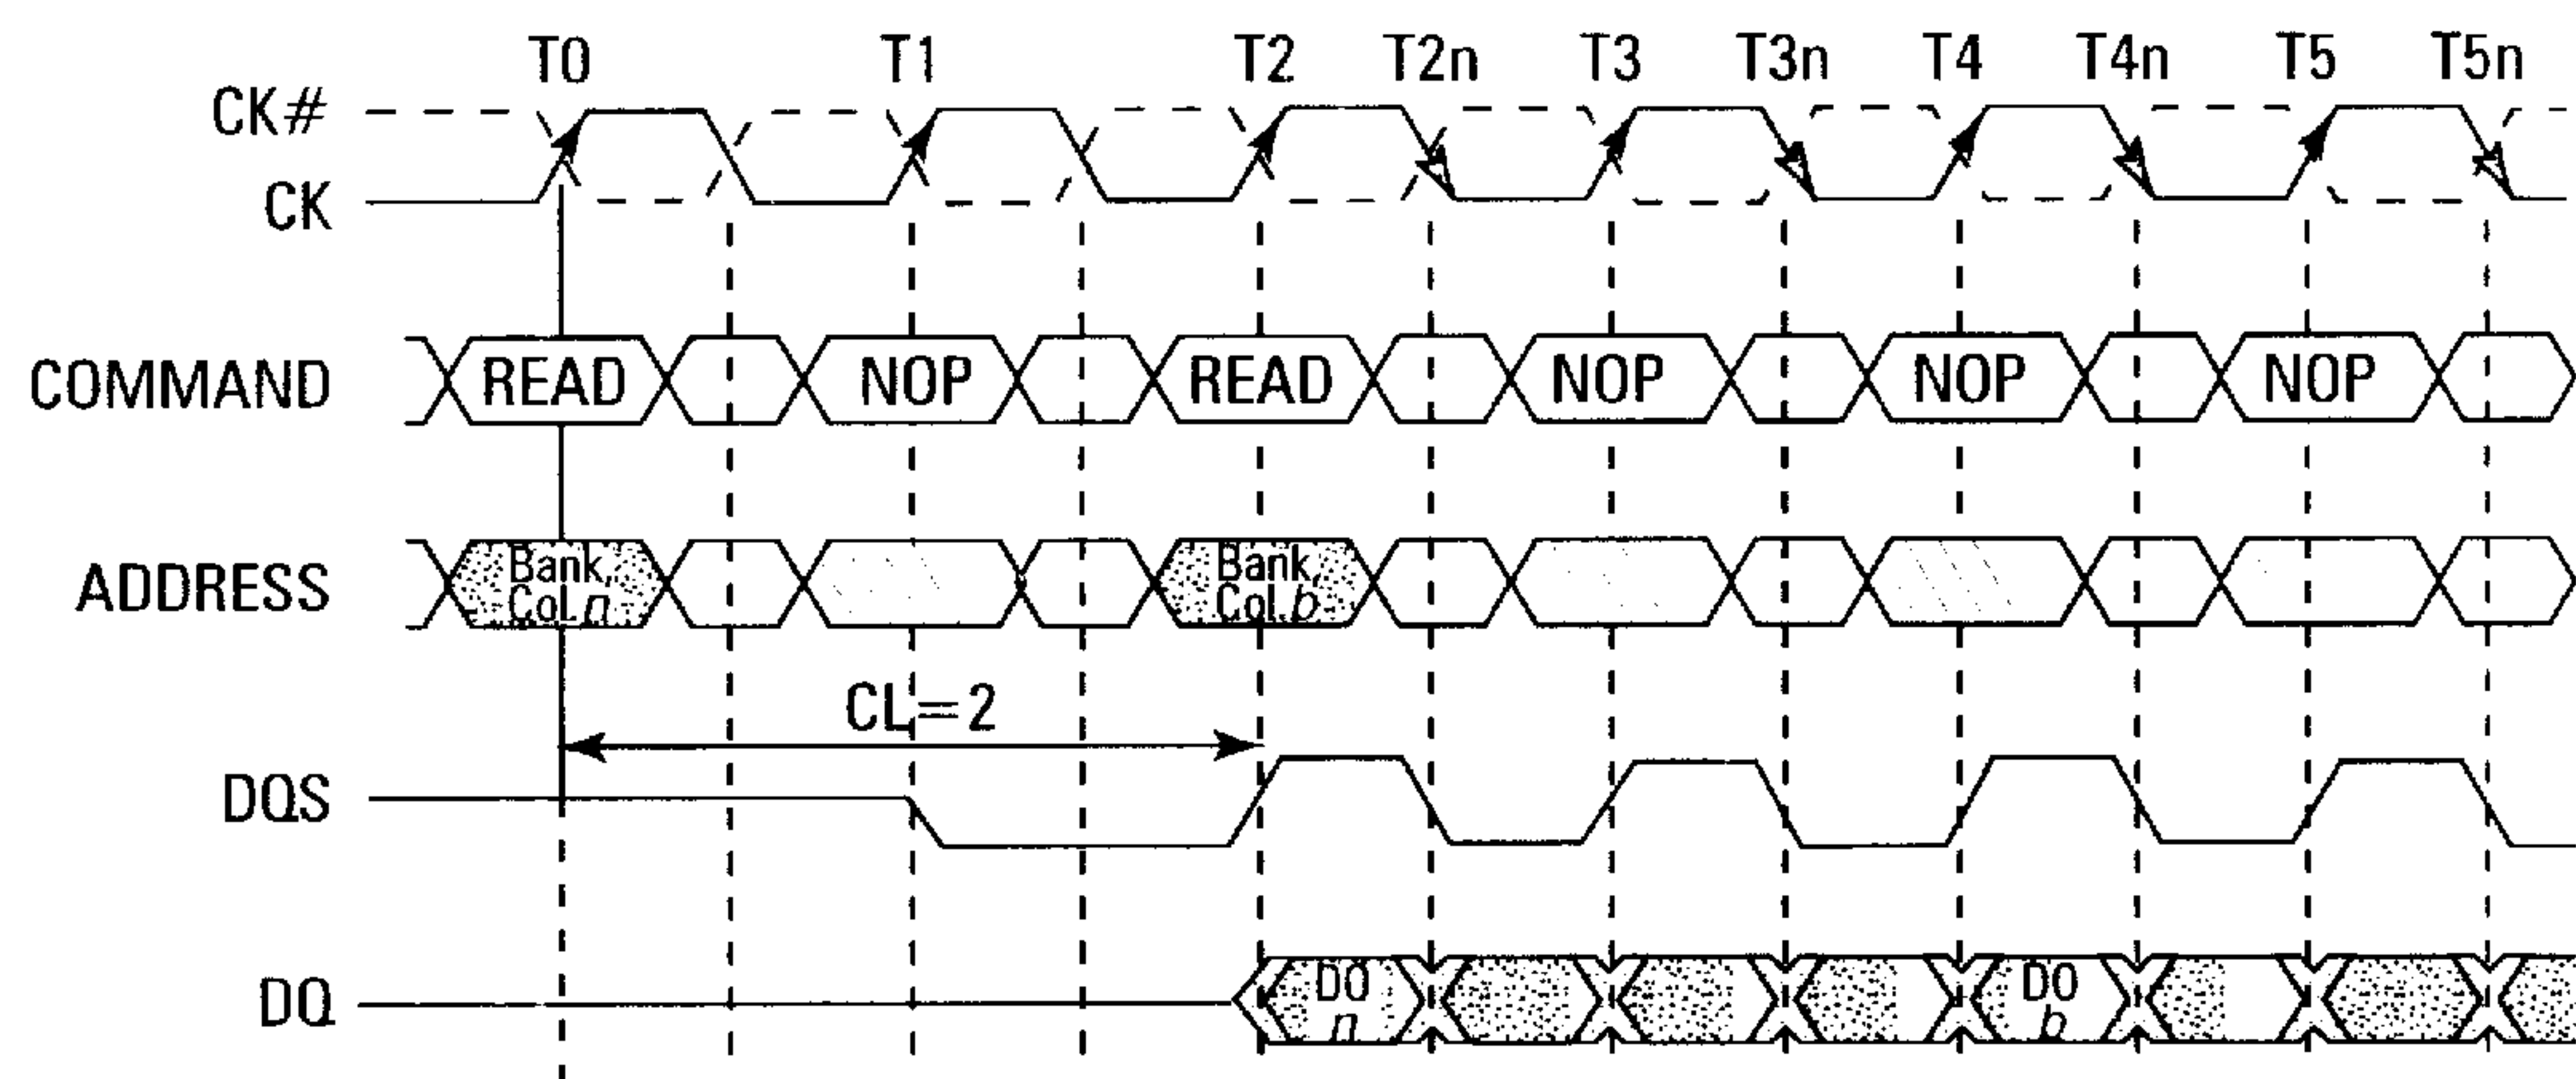 T0 T1 T2 T2n T3 T3n T4 T4n T5 T5n
CK#
CK
COMMAND READ NOP READ NOP NOP NOP
ADDRESS Bank, Col. n Bank, Col. b
CL=2
DQS
DQ DO n DO b